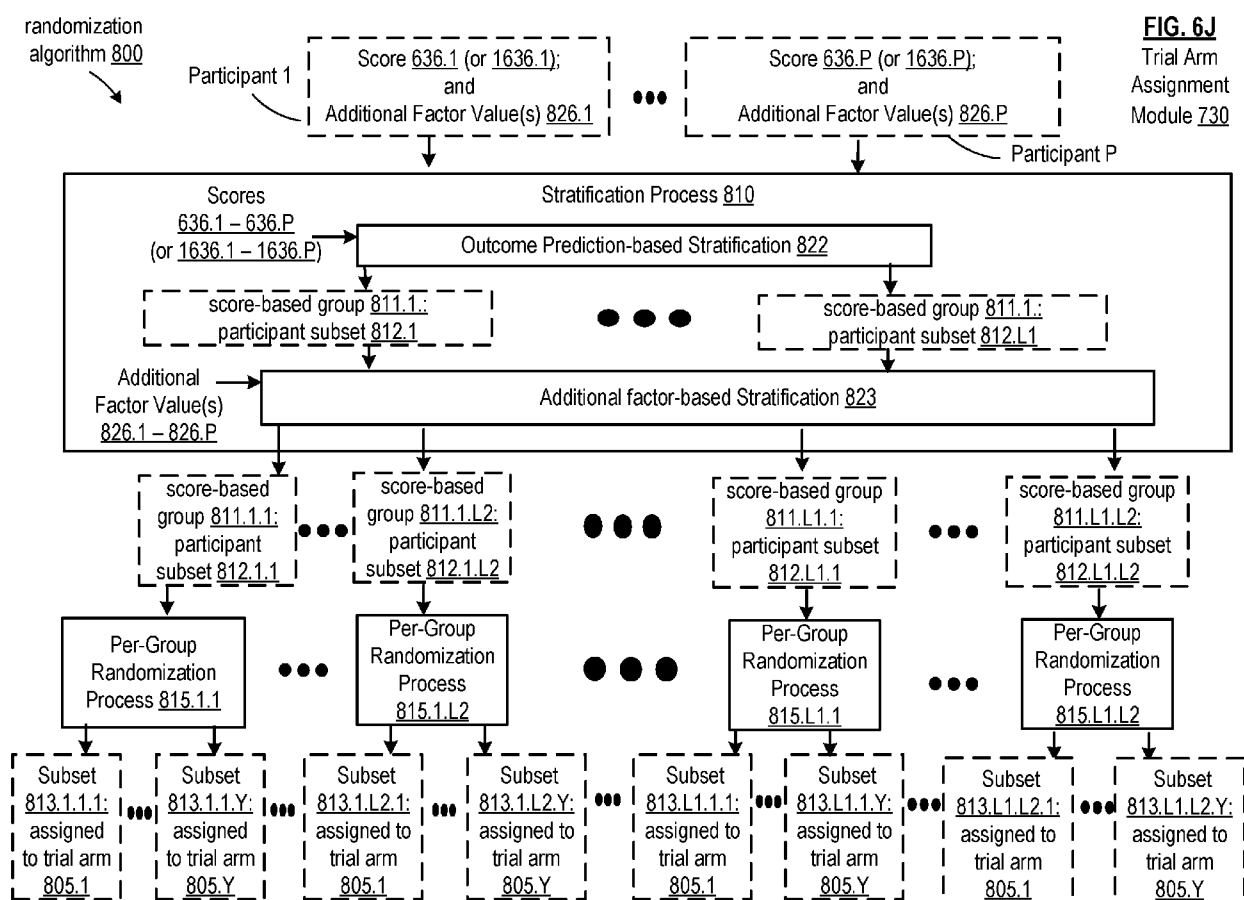 randomization
algorithm 800
Participant 1
Score 636.1 (or 1636.1);
and
Additional Factor Value(s) 826.1
Score 636.P (or 1636.P);
and
Additional Factor Value(s) 826.P
Participant P
FIG. 6J
Trial Arm
Assignment
Module 730
Stratification Process 810
Scores
636.1 – 636.P
(or 1636.1 – 1636.P)
Outcome Prediction-based Stratification 822
score-based group 811.1.:
participant subset 812.1
score-based group 811.1.:
participant subset 812.L1
Additional
Factor Value(s)
826.1 – 826.P
Additional factor-based Stratification 823
score-based
group 811.1.1:
participant
subset 812.1.1
score-based
group 811.1.L2:
participant
subset 812.1.L2
score-based group
811.L1.1:
participant subset
812.L1.1
score-based group
811.L1.L2:
participant subset
812.L1.L2
Per-Group
Randomization
Process 815.1.1
Per-Group
Randomization
Process
815.1.L2
Per-Group
Randomization
Process
815.L1.1
Per-Group
Randomization
Process
815.L1.L2
Subset
813.1.1.1:
assigned
to trial arm
805.1
Subset
813.1.1.Y:
assigned
to trial arm
805.Y
Subset
813.1.L2.1:
assigned to
trial arm
805.1
Subset
813.1.L2.Y:
assigned to
trial arm
805.Y
Subset
813.L1.1.1:
assigned to
trial arm
805.1
Subset
813.L1.1.Y:
assigned to
trial arm
805.Y
Subset
813.L1.L2.1:
assigned to
trial arm
805.1
Subset
813.L1.L2.Y:
assigned to
trial arm
805.Y